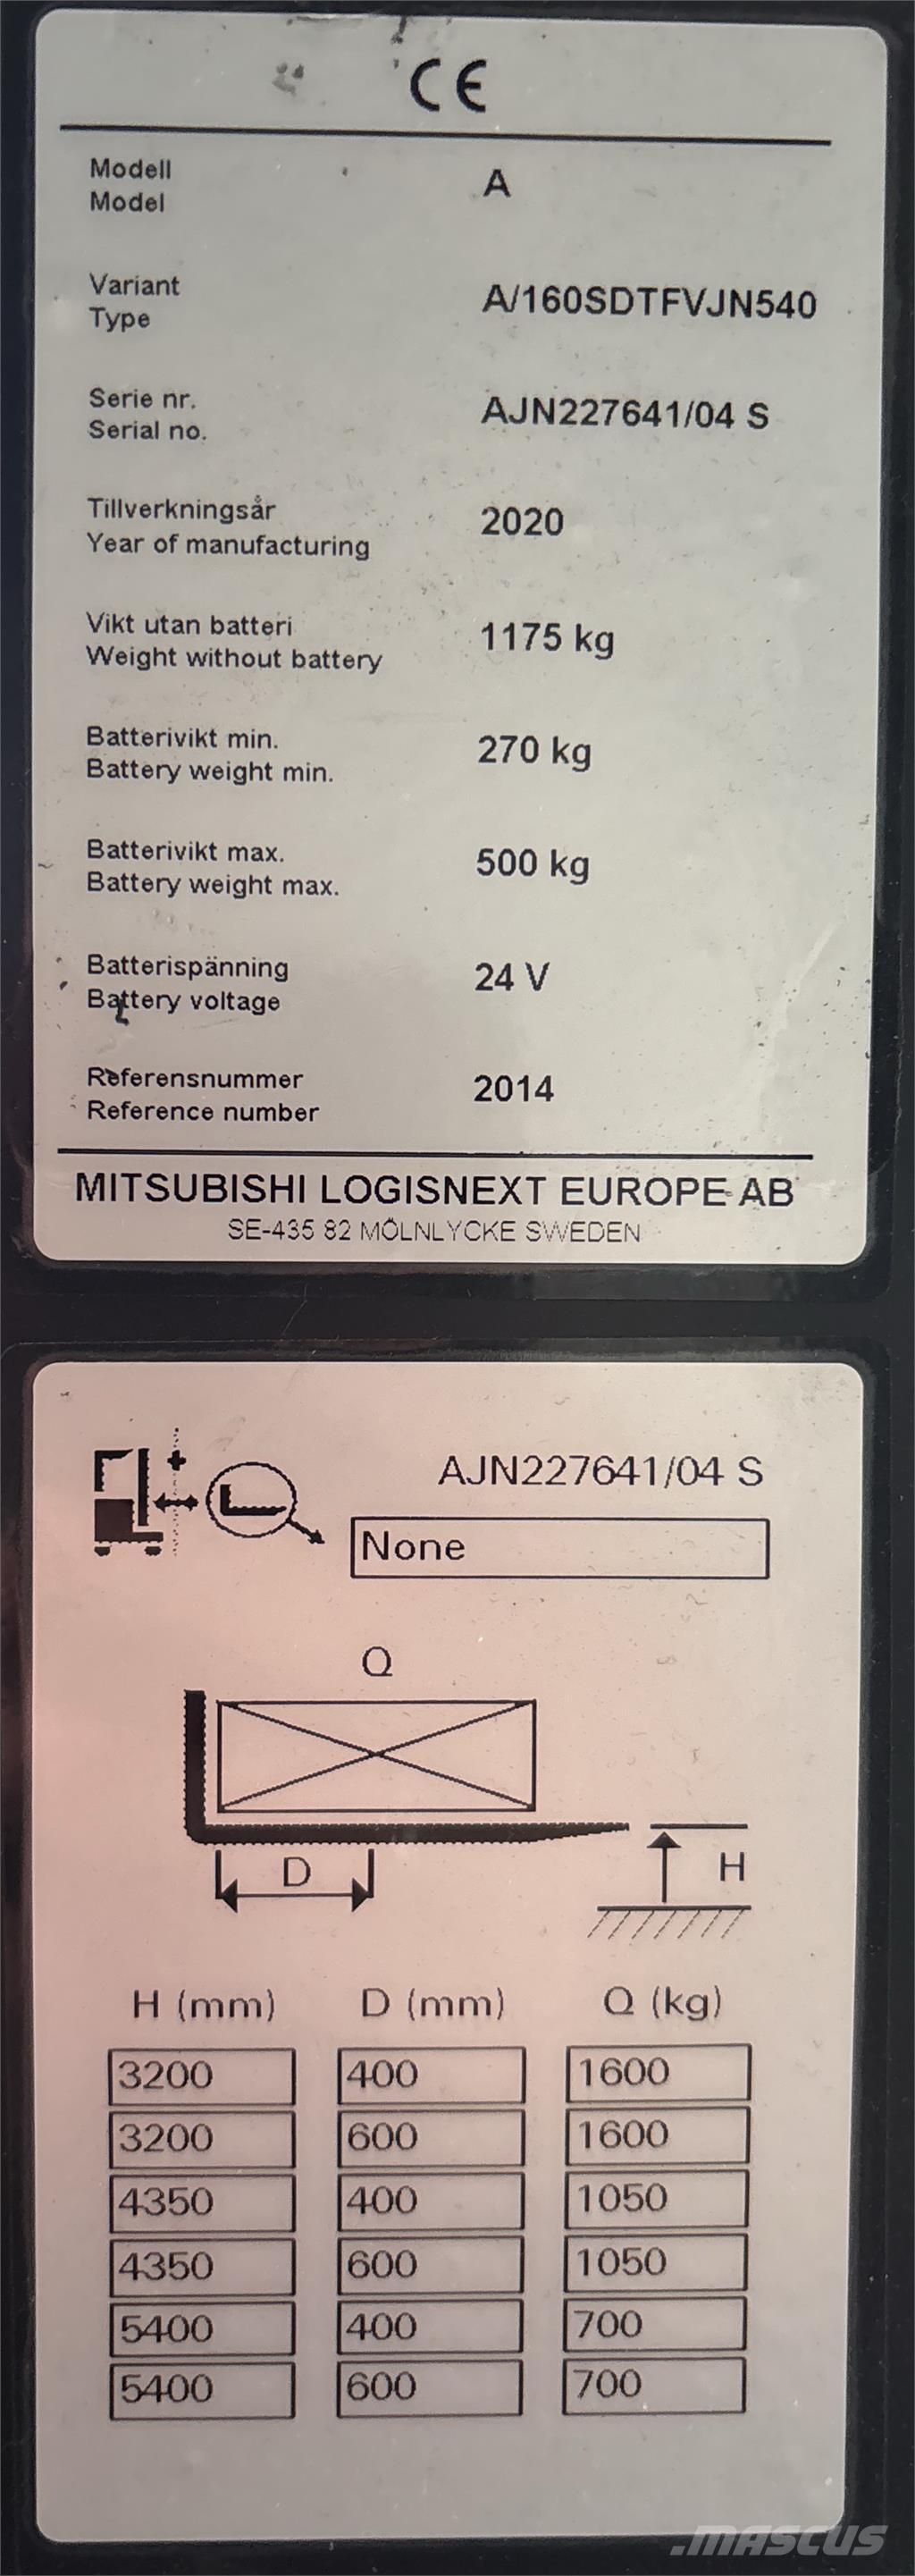 CE
Modell
Model
A
Variant
Type
A/160SDTFVJN540
Serie nr.
Serial no.
AJN227641/04 S
Tillverkningsår
Year of manufacturing
2020
Vikt utan batteri
Weight without battery
1175 kg
Batterivikt min.
Battery weight min.
270 kg
Batterivikt max.
Battery weight max.
500 kg
Batterispänning
Battery voltage
24 V
Referensnummer
Reference number
2014
MITSUBISHI LOGISNEXT EUROPE AB
SE-435 82 MÖLNLYCKE SWEDEN
AJN227641/04 S
None
Q
D
H
H (mm) D (mm) Q (kg)
3200 400 1600
3200 600 1600
4350 400 1050
4350 600 1050
5400 400 700
5400 600 700
.mascus